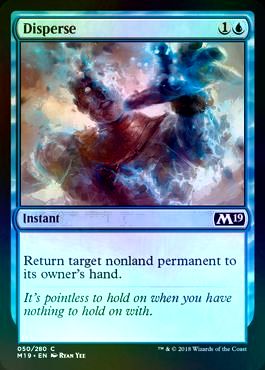 Disperse 1
Instant M19
Return target nonland permanent to
its owner's hand.
It's pointless to hold on when you have
nothing to hold on with.
050/280 C
M19 • EN Ryan Yee ™ & © 2018 Wizards of the Coast